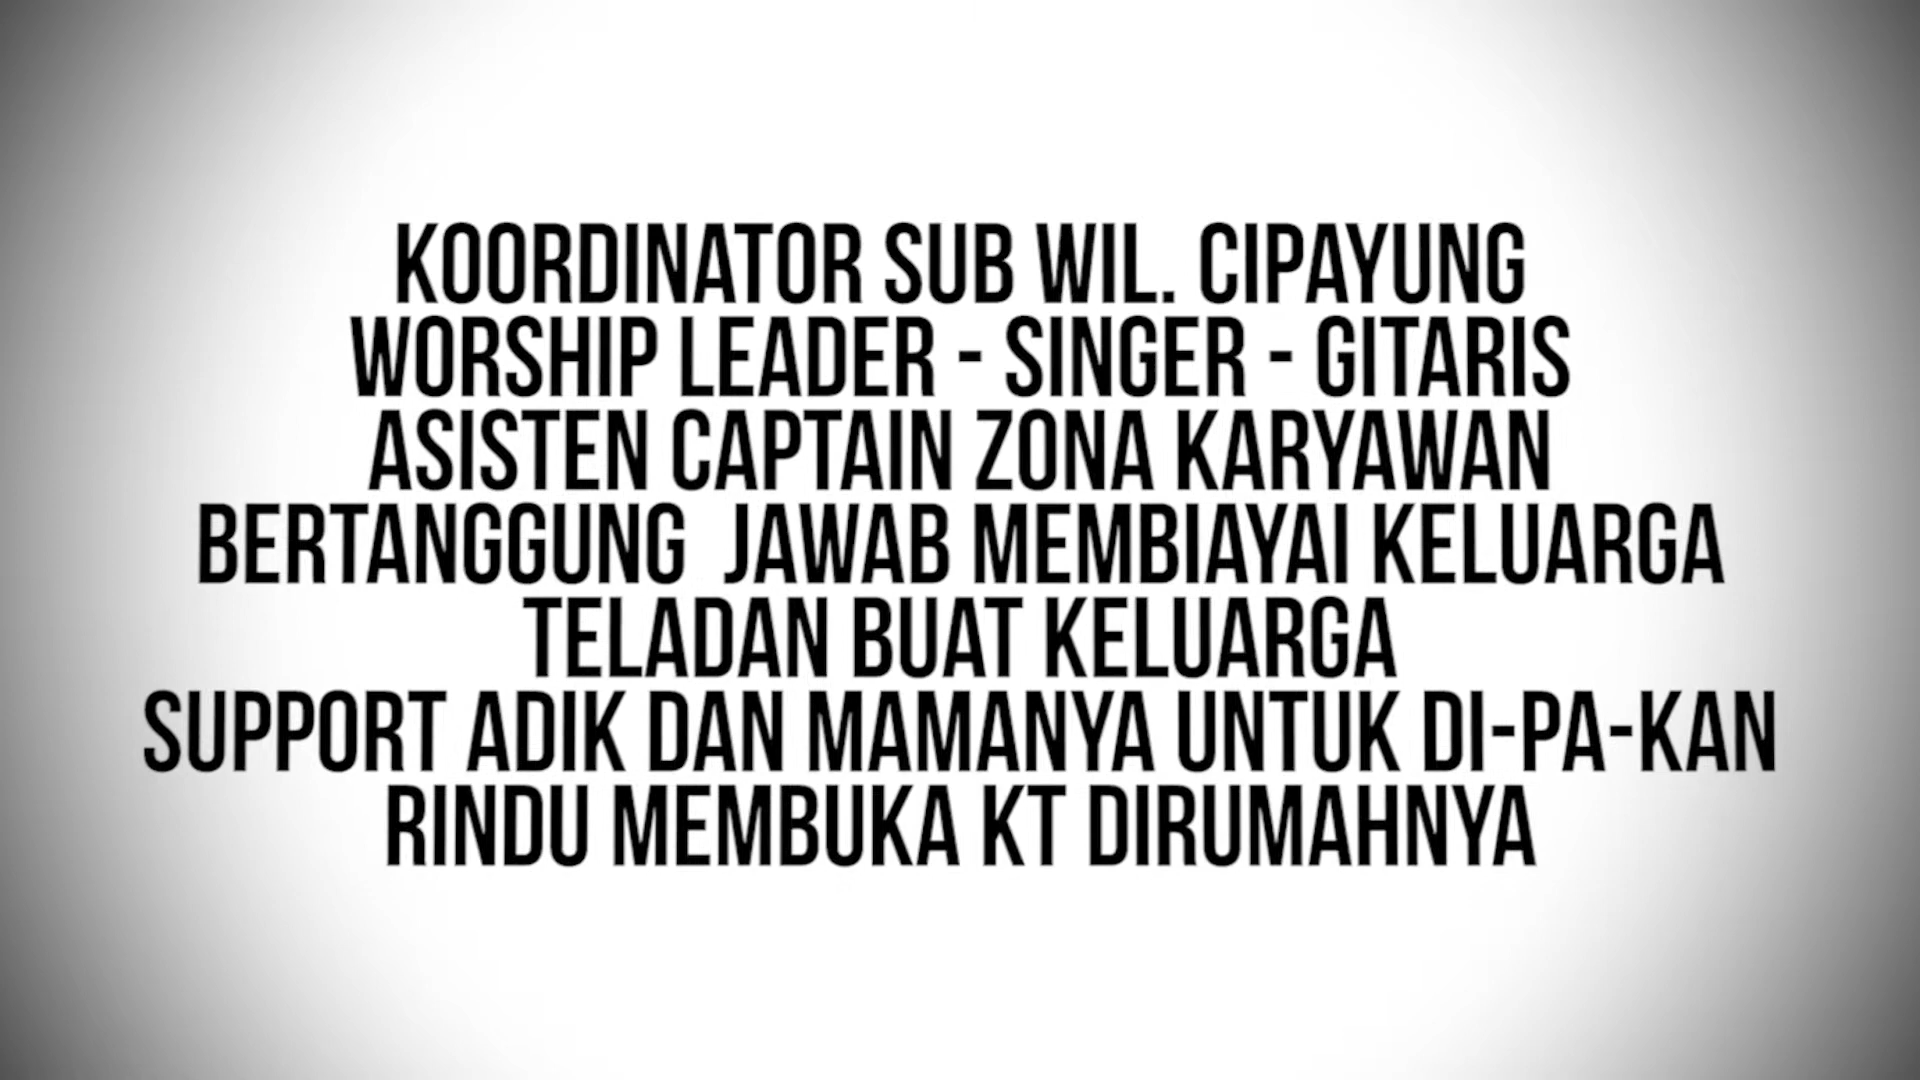 KOORDINATOR SUB WIL. CIPAYUNG
WORSHIP LEADER - SINGER - GITARIS
ASISTEN CAPTAIN ZONA KARYAWAN
BERTANGGUNG  JAWAB MEMBIAYAI KELUARGA
TELADAN BUAT KELUARGA
SUPPORT ADIK DAN MAMANYA UNTUK DI-PA-KAN
RINDU MEMBUKA KT DIRUMAHNYA